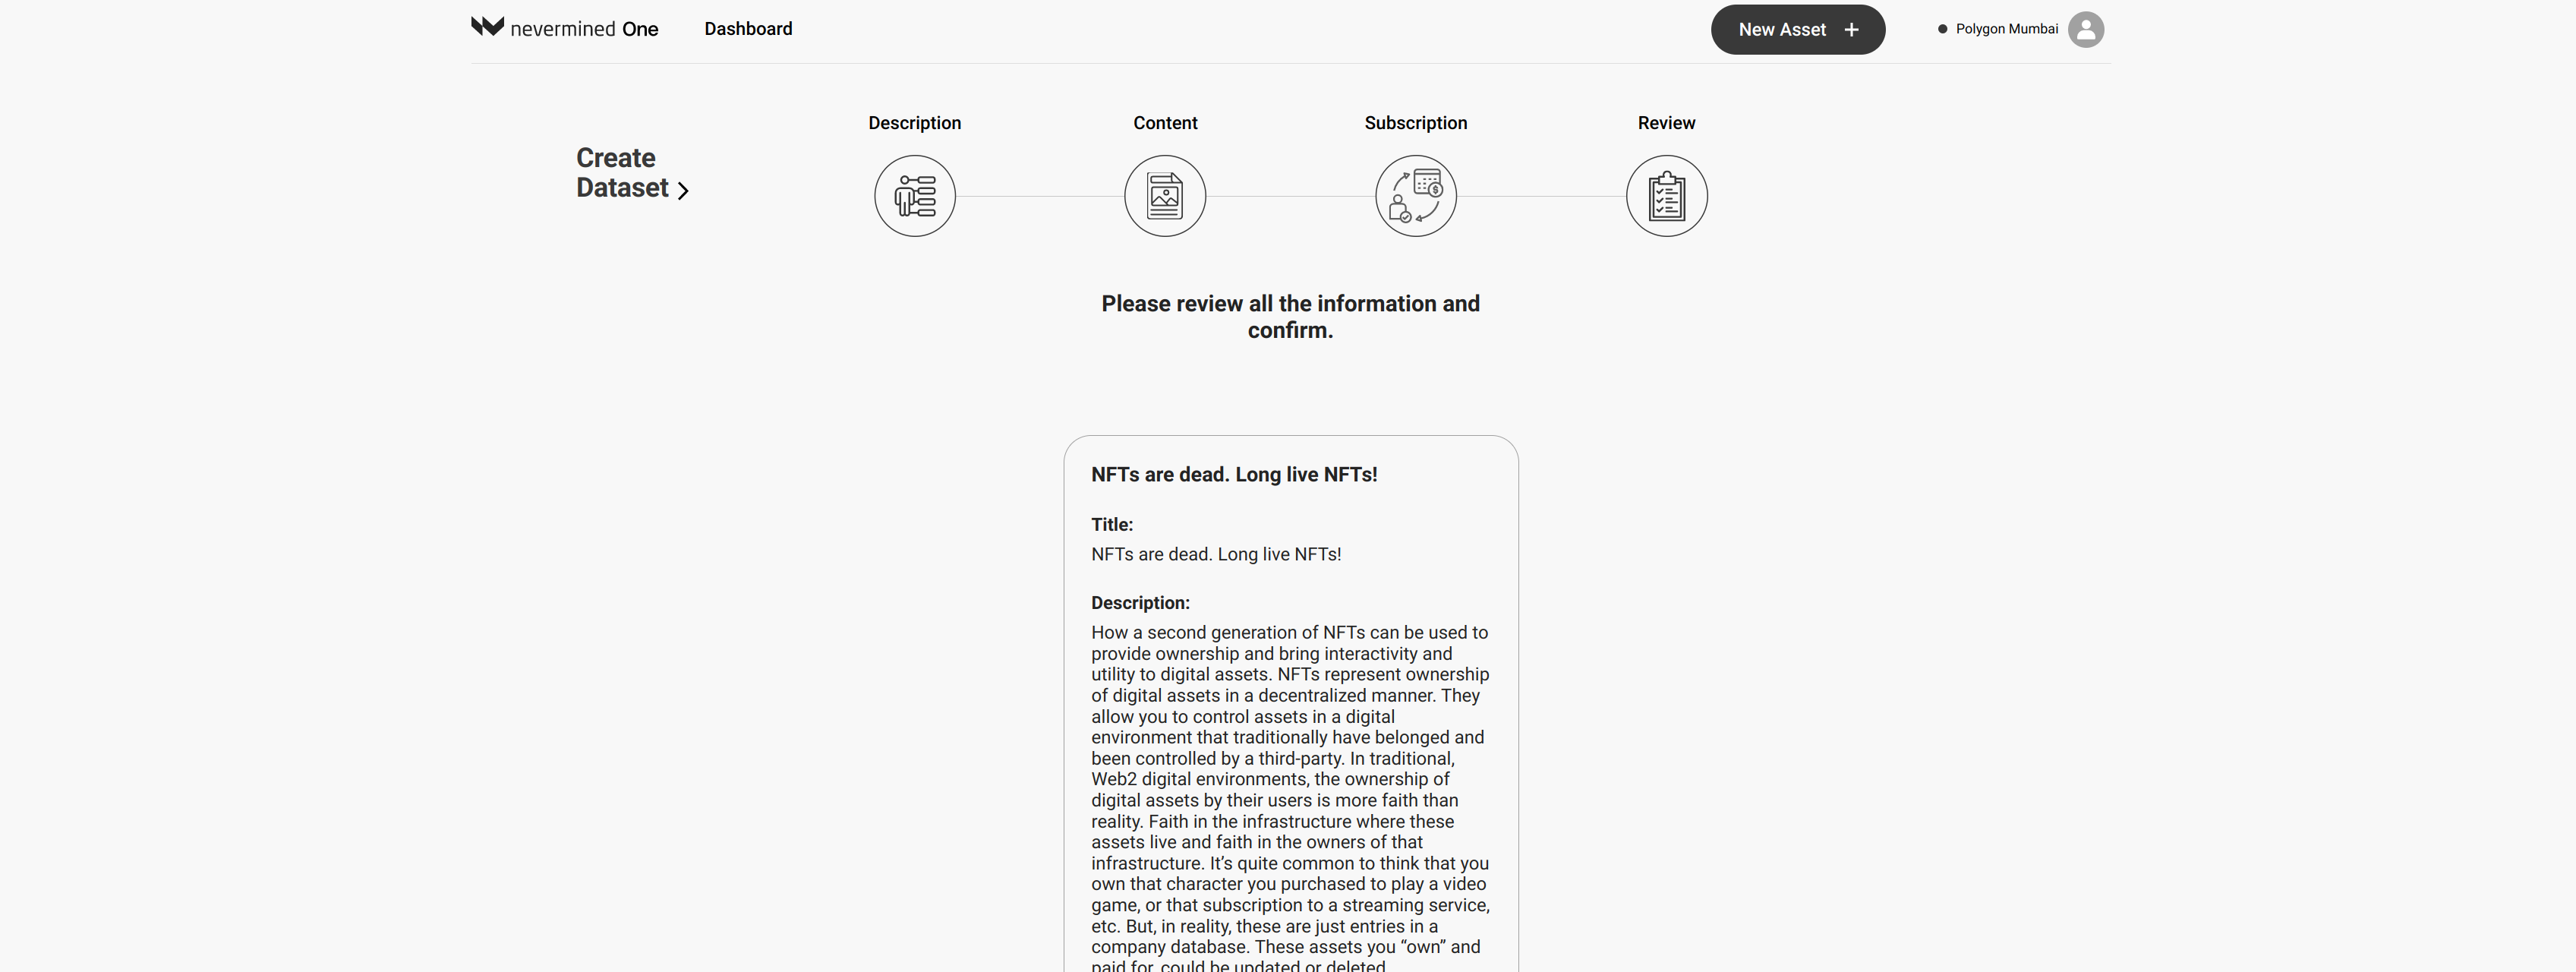 nevermined One
Dashboard
New Asset +
Polygon Mumbai
Create
Dataset
Description
Content
Subscription
Review
Please review all the information and
confirm.
NFTs are dead. Long live NFTs!
Title:
NFTs are dead. Long live NFTs!
Description:
How a second generation of NFTs can be used to
provide ownership and bring interactivity and
utility to digital assets. NFTs represent ownership
of digital assets in a decentralized manner. They
allow you to control assets in a digital
environment that traditionally have belonged and
been controlled by a third-party. In traditional,
Web2 digital environments, the ownership of
digital assets by their users is more faith than
reality. Faith in the infrastructure where these
assets live and faith in the owners of that
infrastructure. It’s quite common to think that you
own that character you purchased to play a video
game, or that subscription to a streaming service,
etc. But, in reality, these are just entries in a
company database. These assets you “own” and
paid for, could be updated or deleted